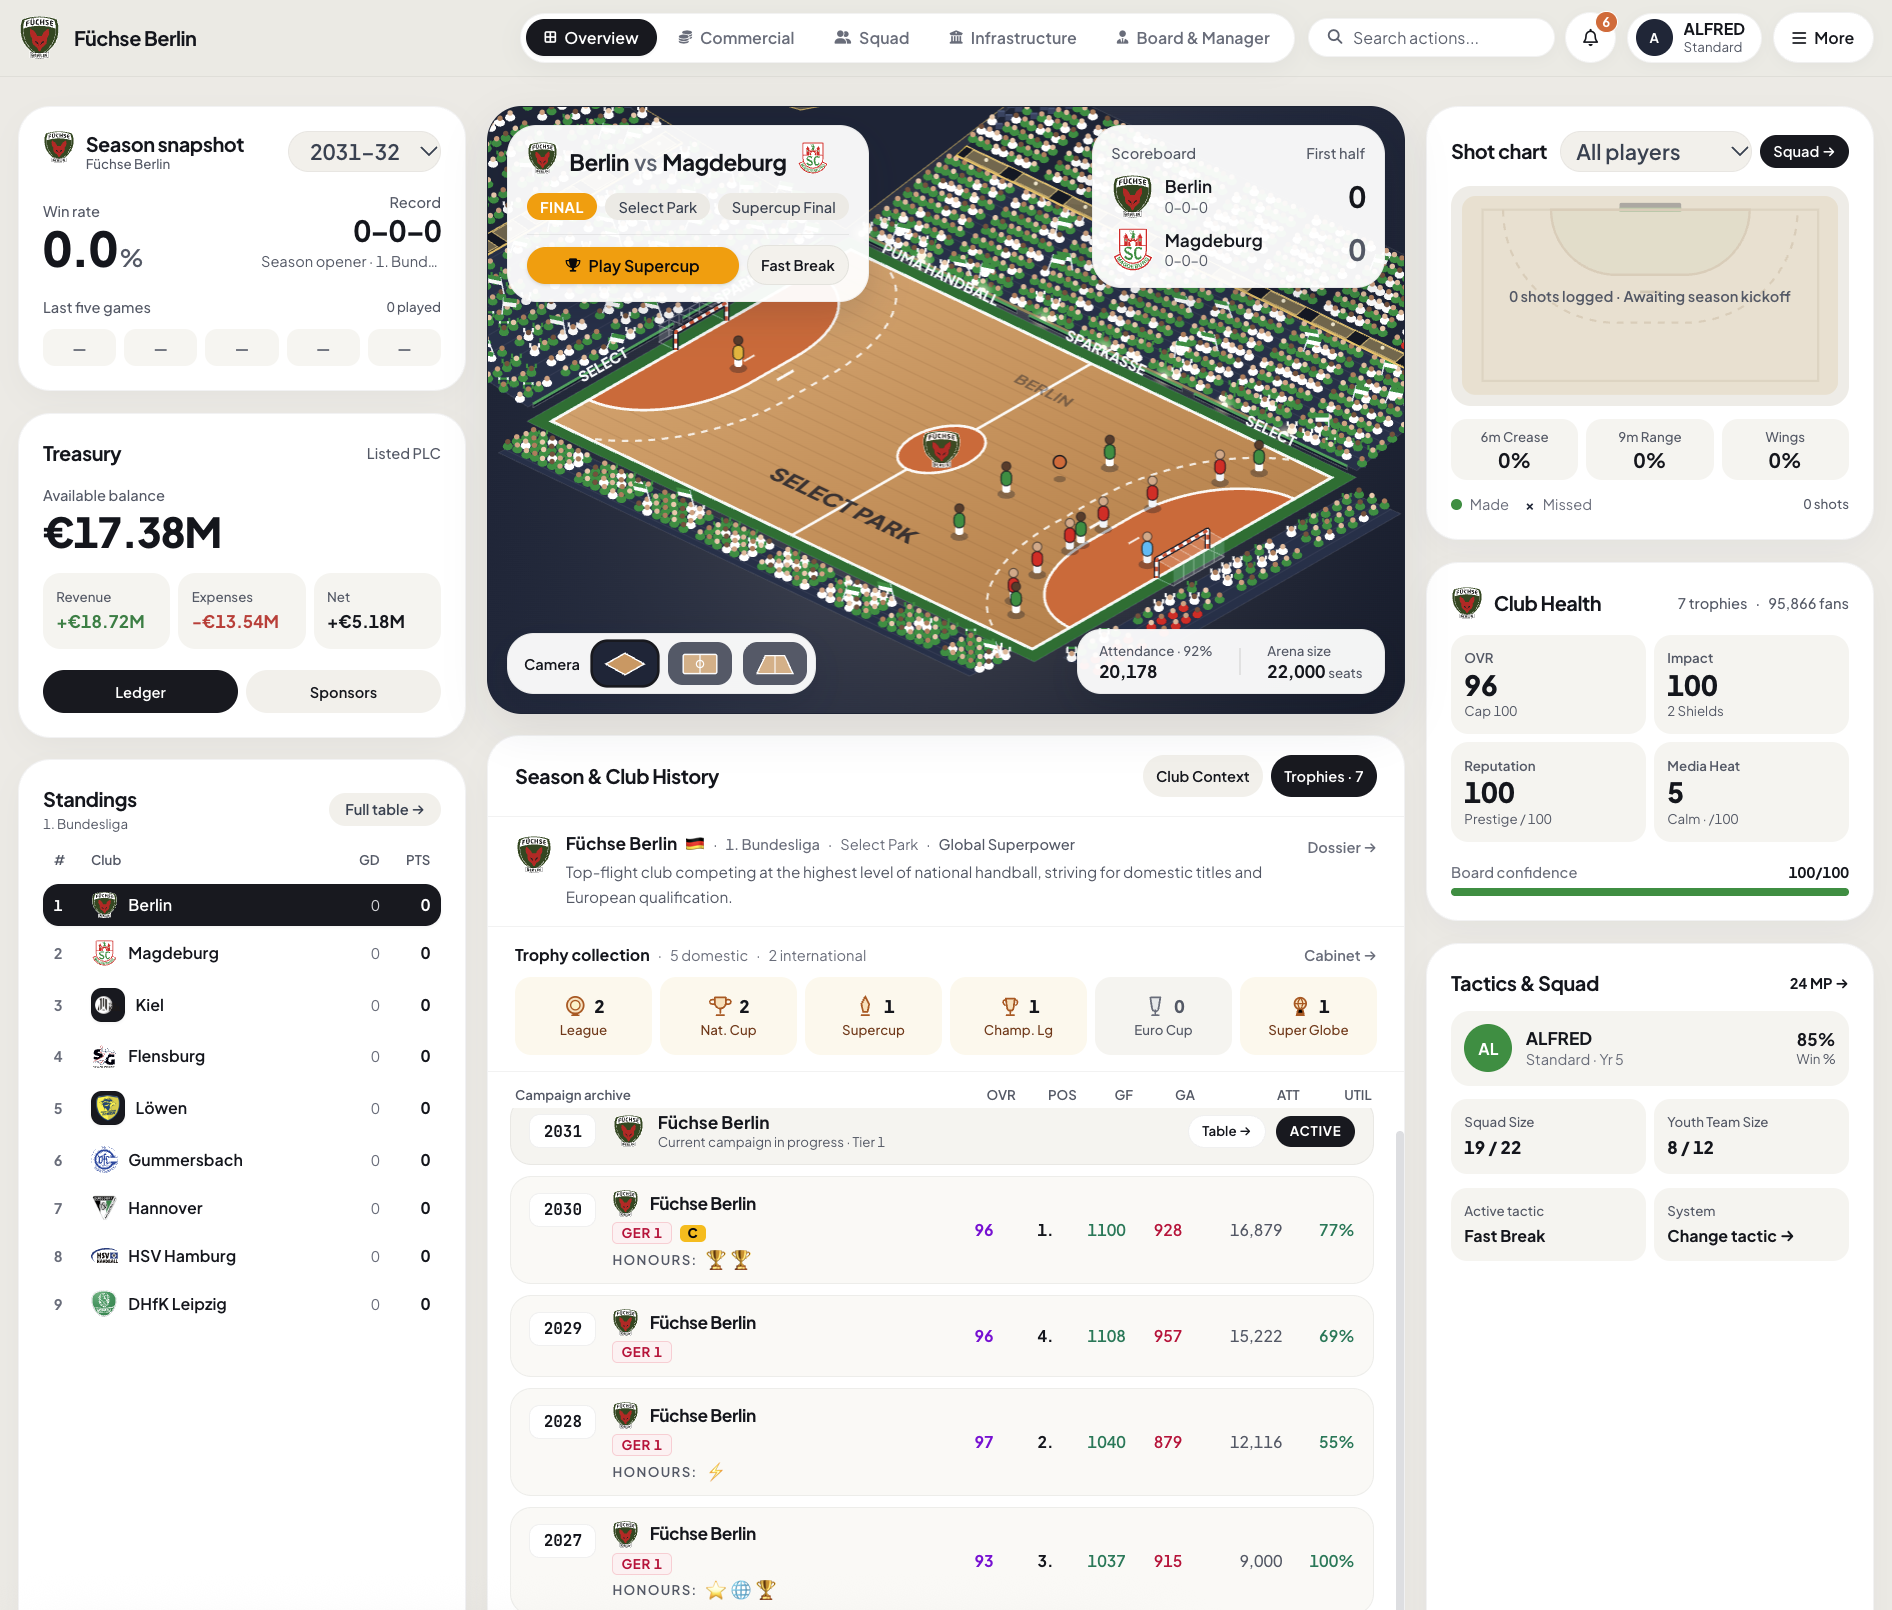 Füchse Berlin
Overview
Commercial
Squad
Infrastructure
Board & Manager
Search actions...
6
A
ALFRED
Standard
More
Season snapshot
Füchse Berlin
2031-32
Win rate
0.0%
Record
0–0–0
Season opener · 1. Bund...
Last five games
0 played
–
–
–
–
–
Treasury
Listed PLC
Available balance
€17.38M
Revenue
+€18.72M
Expenses
-€13.54M
Net
+€5.18M
Ledger
Sponsors
Standings
1. Bundesliga
Full table →
# Club GD PTS
1 Berlin 0 0
2 Magdeburg 0 0
3 Kiel 0 0
4 Flensburg 0 0
5 Löwen 0 0
6 Gummersbach 0 0
7 Hannover 0 0
8 HSV Hamburg 0 0
9 DHfK Leipzig 0 0
Berlin vs Magdeburg
FINAL
Select Park
Supercup Final
Play Supercup
Fast Break
Scoreboard
First half
Berlin
0-0-0
0
Magdeburg
0-0-0
0
PUMA HANDBALL
SPARKASSE
SELECT
SELECT
BERLIN
SELECT PARK
Camera
Attendance · 92%
20,178
Arena size
22,000 seats
Season & Club History
Club Context
Trophies · 7
Füchse Berlin · 1. Bundesliga · Select Park · Global Superpower
Dossier →
Top-flight club competing at the highest level of national handball, striving for domestic titles and
European qualification.
Trophy collection · 5 domestic · 2 international
Cabinet →
2
League
2
Nat. Cup
1
Supercup
1
Champ. Lg
0
Euro Cup
1
Super Globe
Campaign archive OVR POS GF GA ATT UTIL
2031
Füchse Berlin
Current campaign in progress · Tier 1
Table →
ACTIVE
2030
Füchse Berlin
GER 1 C
HONOURS:
96 1. 1100 928 16,879 77%
2029
Füchse Berlin
GER 1
96 4. 1108 957 15,222 69%
2028
Füchse Berlin
GER 1
HONOURS:
97 2. 1040 879 12,116 55%
2027
Füchse Berlin
GER 1
HONOURS:
93 3. 1037 915 9,000 100%
Shot chart
All players
Squad →
0 shots logged · Awaiting season kickoff
6m Crease
0%
9m Range
0%
Wings
0%
Made
× Missed
0 shots
Club Health
7 trophies · 95,866 fans
OVR
96
Cap 100
Impact
100
2 Shields
Reputation
100
Prestige / 100
Media Heat
5
Calm · /100
Board confidence
100/100
Tactics & Squad
24 MP →
AL
ALFRED
Standard · Yr 5
85%
Win %
Squad Size
19 / 22
Youth Team Size
8 / 12
Active tactic
Fast Break
System
Change tactic →